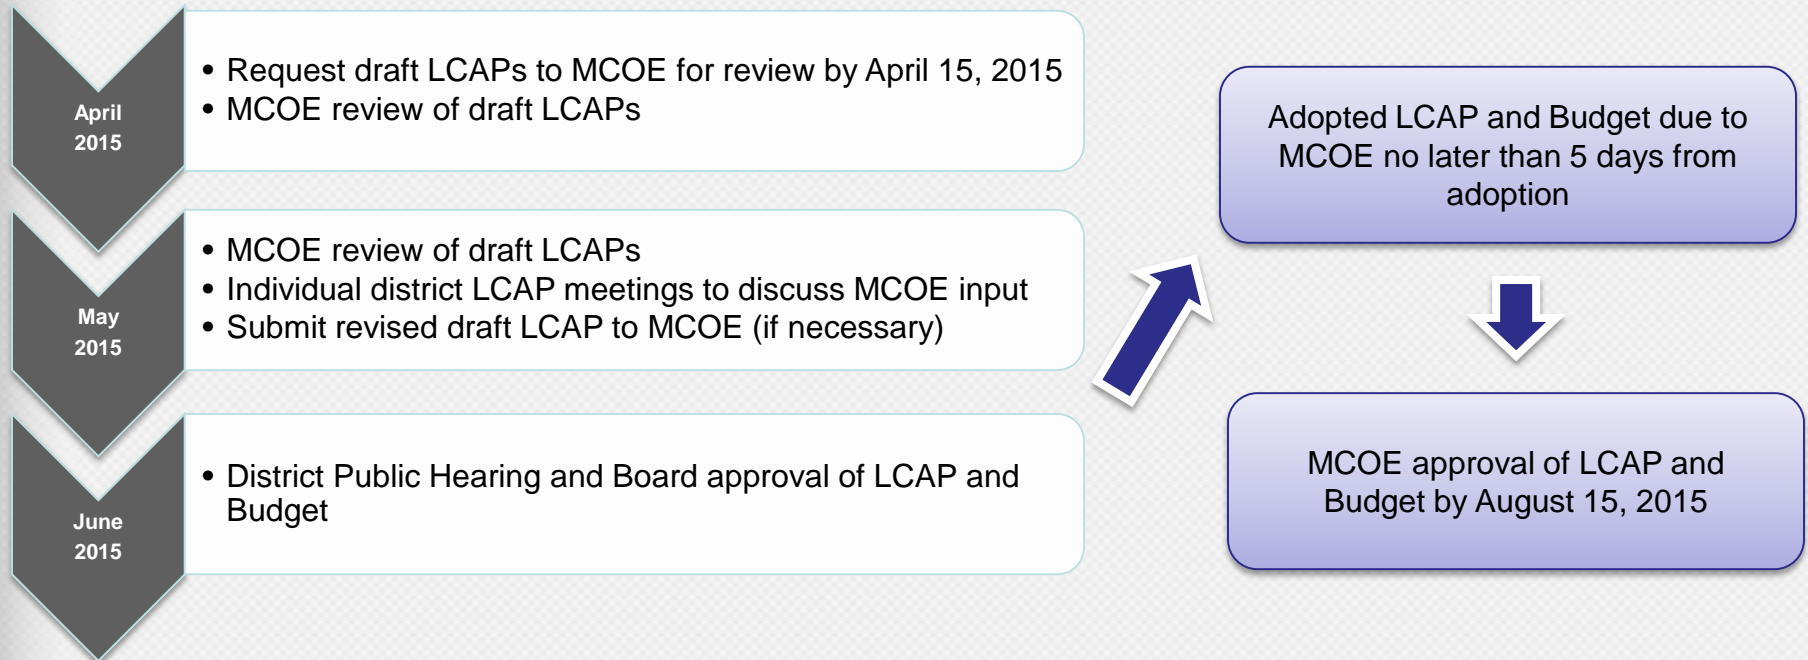 April
2015
• Request draft LCAPs to MCOE for review by April 15, 2015
• MCOE review of draft LCAPs
May
2015
• MCOE review of draft LCAPs
• Individual district LCAP meetings to discuss MCOE input
• Submit revised draft LCAP to MCOE (if necessary)
June
2015
• District Public Hearing and Board approval of LCAP and
Budget
Adopted LCAP and Budget due to
MCOE no later than 5 days from
adoption
MCOE approval of LCAP and
Budget by August 15, 2015